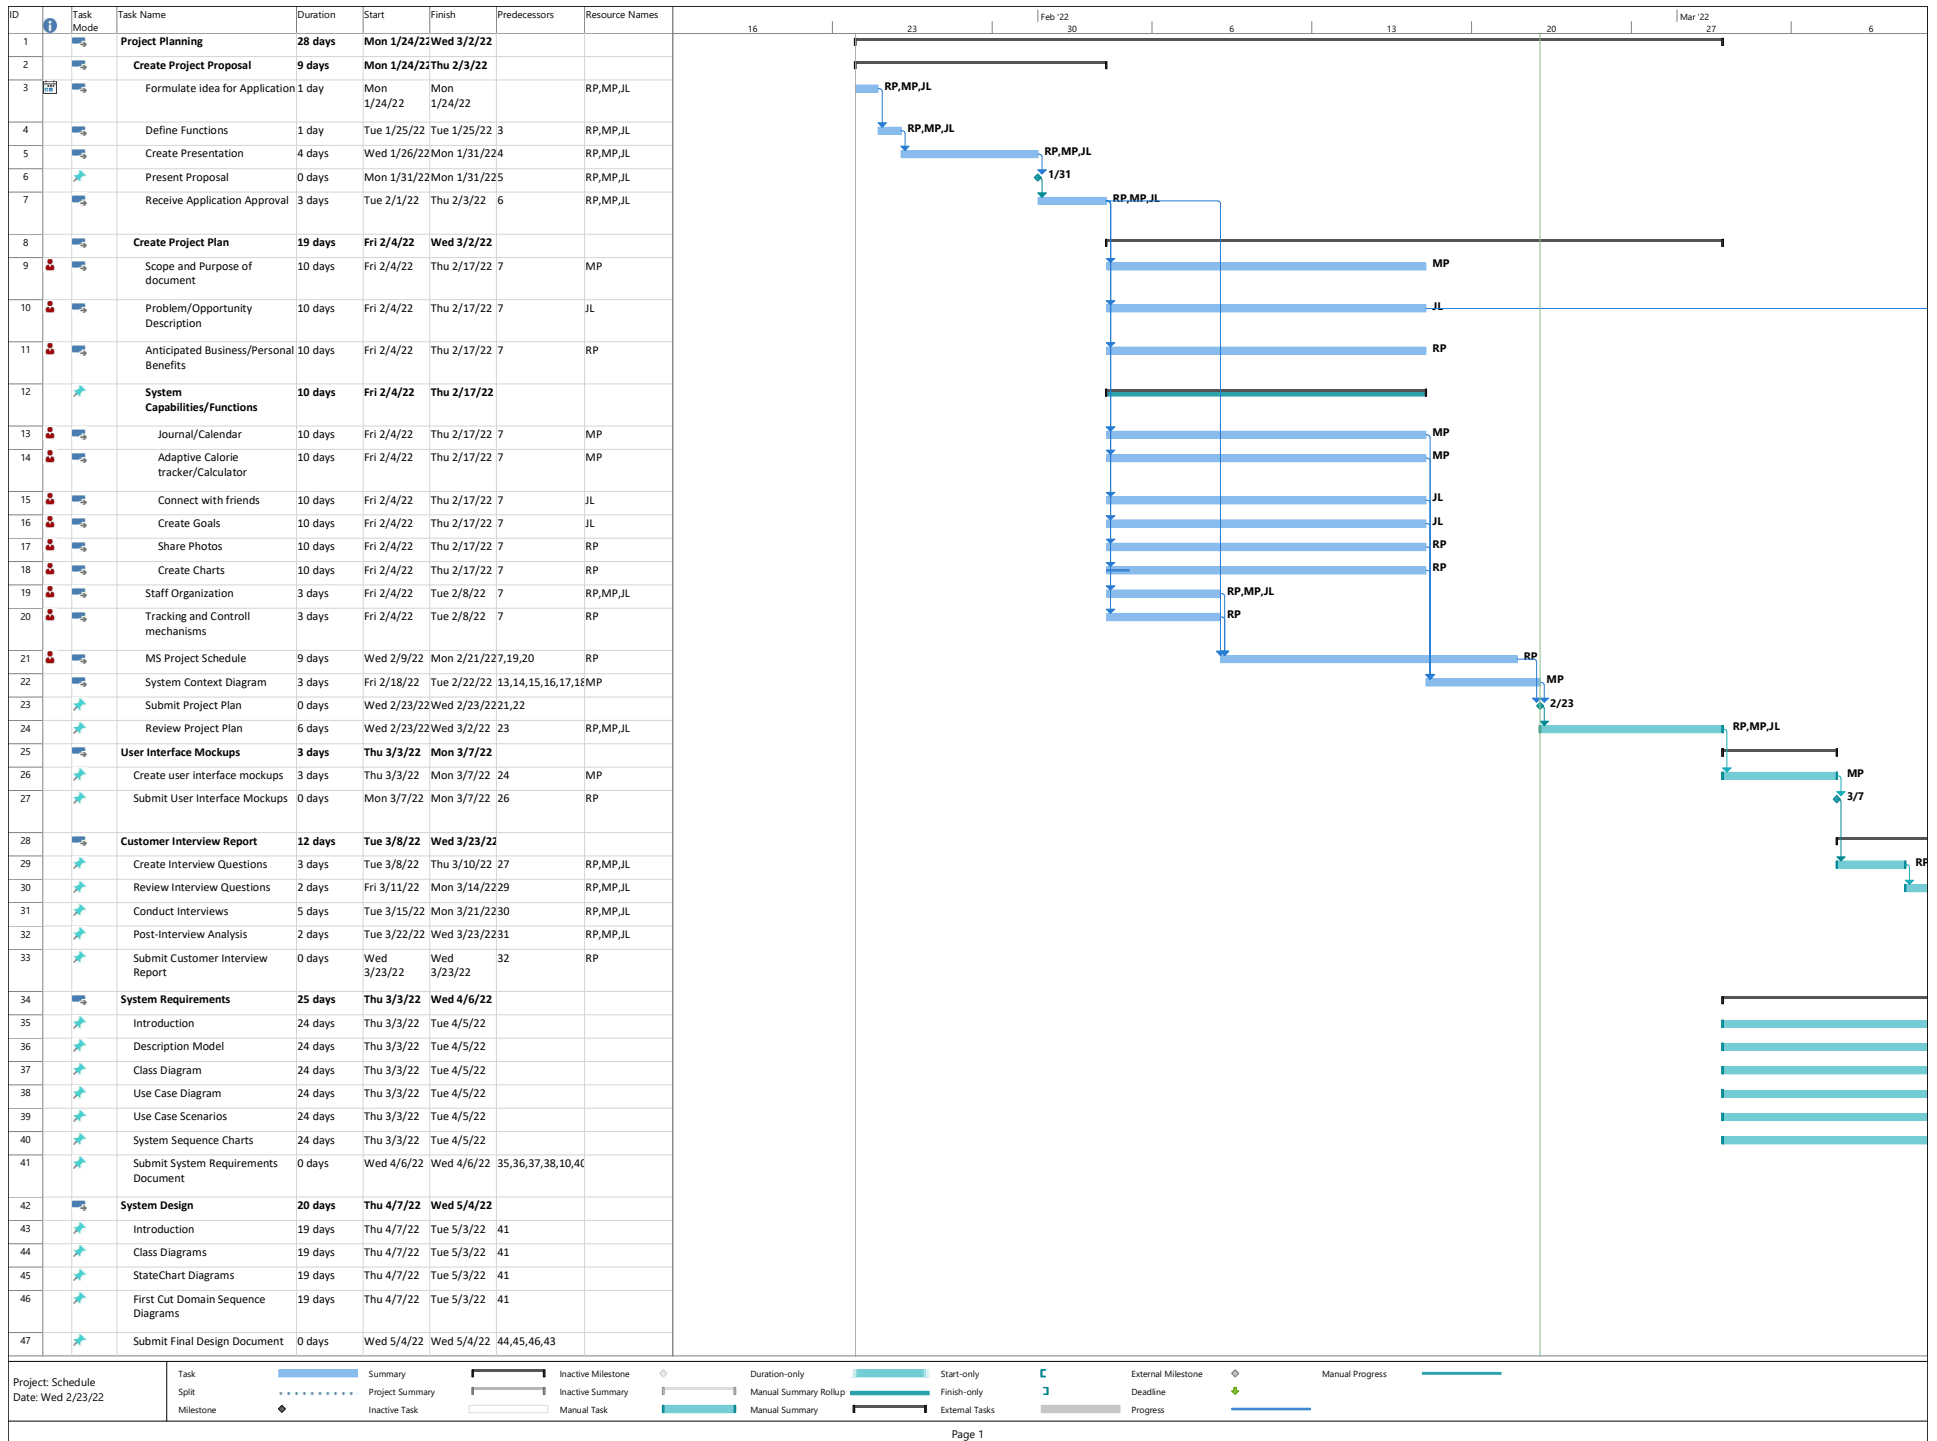 ID Task Mode Task Name Duration Start Finish Predecessors Resource Names
Feb '22 Mar '22
16 23 30 6 13 20 27 6
1 Project Planning 28 days Mon 1/24/22 Wed 3/2/22
2 Create Project Proposal 9 days Mon 1/24/22 Thu 2/3/22
3 Formulate idea for Application 1 day Mon 1/24/22 Mon 1/24/22 RP,MP,JL RP,MP,JL
4 Define Functions 1 day Tue 1/25/22 Tue 1/25/22 3 RP,MP,JL RP,MP,JL
5 Create Presentation 4 days Wed 1/26/22 Mon 1/31/22 4 RP,MP,JL RP,MP,JL
6 Present Proposal 0 days Mon 1/31/22 Mon 1/31/22 5 RP,MP,JL 1/31
7 Receive Application Approval 3 days Tue 2/1/22 Thu 2/3/22 6 RP,MP,JL RP,MP,JL
8 Create Project Plan 19 days Fri 2/4/22 Wed 3/2/22
9 Scope and Purpose of document 10 days Fri 2/4/22 Thu 2/17/22 7 MP MP
10 Problem/Opportunity Description 10 days Fri 2/4/22 Thu 2/17/22 7 JL JL
11 Anticipated Business/Personal Benefits 10 days Fri 2/4/22 Thu 2/17/22 7 RP RP
12 System Capabilities/Functions 10 days Fri 2/4/22 Thu 2/17/22
13 Journal/Calendar 10 days Fri 2/4/22 Thu 2/17/22 7 MP MP
14 Adaptive Calorie tracker/Calculator 10 days Fri 2/4/22 Thu 2/17/22 7 MP MP
15 Connect with friends 10 days Fri 2/4/22 Thu 2/17/22 7 JL JL
16 Create Goals 10 days Fri 2/4/22 Thu 2/17/22 7 JL JL
17 Share Photos 10 days Fri 2/4/22 Thu 2/17/22 7 RP RP
18 Create Charts 10 days Fri 2/4/22 Thu 2/17/22 7 RP RP
19 Staff Organization 3 days Fri 2/4/22 Tue 2/8/22 7 RP,MP,JL RP,MP,JL
20 Tracking and Controll mechanisms 3 days Fri 2/4/22 Tue 2/8/22 7 RP RP
21 MS Project Schedule 9 days Wed 2/9/22 Mon 2/21/22 7,19,20 RP RP
22 System Context Diagram 3 days Fri 2/18/22 Tue 2/22/22 13,14,15,16,17,18 MP MP
23 Submit Project Plan 0 days Wed 2/23/22 Wed 2/23/22 21,22 2/23
24 Review Project Plan 6 days Wed 2/23/22 Wed 3/2/22 23 RP,MP,JL RP,MP,JL
25 User Interface Mockups 3 days Thu 3/3/22 Mon 3/7/22
26 Create user interface mockups 3 days Thu 3/3/22 Mon 3/7/22 24 MP MP
27 Submit User Interface Mockups 0 days Mon 3/7/22 Mon 3/7/22 26 RP 3/7
28 Customer Interview Report 12 days Tue 3/8/22 Wed 3/23/22
29 Create Interview Questions 3 days Tue 3/8/22 Thu 3/10/22 27 RP,MP,JL RP
30 Review Interview Questions 2 days Fri 3/11/22 Mon 3/14/22 29 RP,MP,JL
31 Conduct Interviews 5 days Tue 3/15/22 Mon 3/21/22 30 RP,MP,JL
32 Post-Interview Analysis 2 days Tue 3/22/22 Wed 3/23/22 31 RP,MP,JL
33 Submit Customer Interview Report 0 days Wed 3/23/22 Wed 3/23/22 32 RP
34 System Requirements 25 days Thu 3/3/22 Wed 4/6/22
35 Introduction 24 days Thu 3/3/22 Tue 4/5/22
36 Description Model 24 days Thu 3/3/22 Tue 4/5/22
37 Class Diagram 24 days Thu 3/3/22 Tue 4/5/22
38 Use Case Diagram 24 days Thu 3/3/22 Tue 4/5/22
39 Use Case Scenarios 24 days Thu 3/3/22 Tue 4/5/22
40 System Sequence Charts 24 days Thu 3/3/22 Tue 4/5/22
41 Submit System Requirements Document 0 days Wed 4/6/22 Wed 4/6/22 35,36,37,38,10,40
42 System Design 20 days Thu 4/7/22 Wed 5/4/22
43 Introduction 19 days Thu 4/7/22 Tue 5/3/22 41
44 Class Diagrams 19 days Thu 4/7/22 Tue 5/3/22 41
45 StateChart Diagrams 19 days Thu 4/7/22 Tue 5/3/22 41
46 First Cut Domain Sequence Diagrams 19 days Thu 4/7/22 Tue 5/3/22 41
47 Submit Final Design Document 0 days Wed 5/4/22 Wed 5/4/22 44,45,46,43
Project: Schedule
Date: Wed 2/23/22
Task Summary Inactive Milestone Duration-only Start-only External Milestone Manual Progress
Split Project Summary Inactive Summary Manual Summary Rollup Finish-only Deadline
Milestone Inactive Task Manual Task Manual Summary External Tasks Progress
Page 1